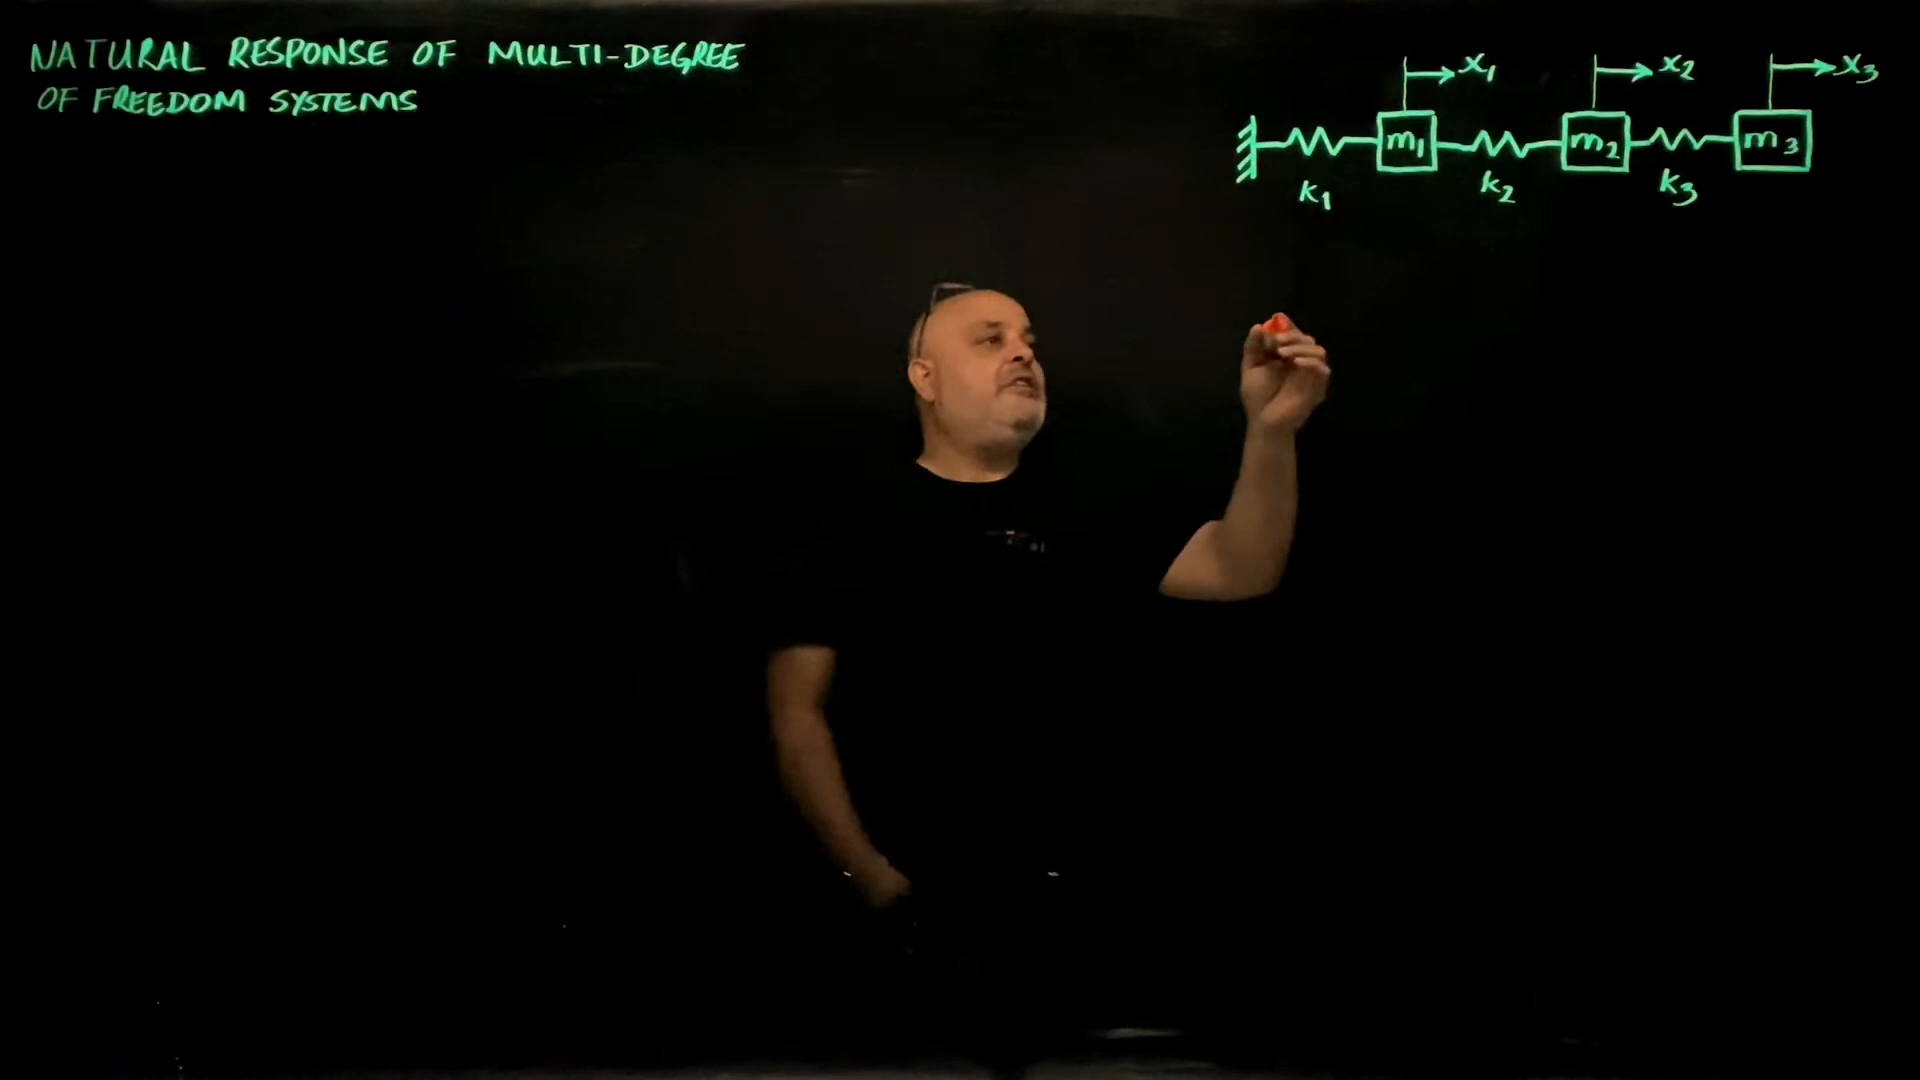 NATURAL RESPONSE OF MULTI-DEGREE
OF FREEDOM SYSTEMS
x1 x2 x3
m1 m2 m3
k1 k2 k3